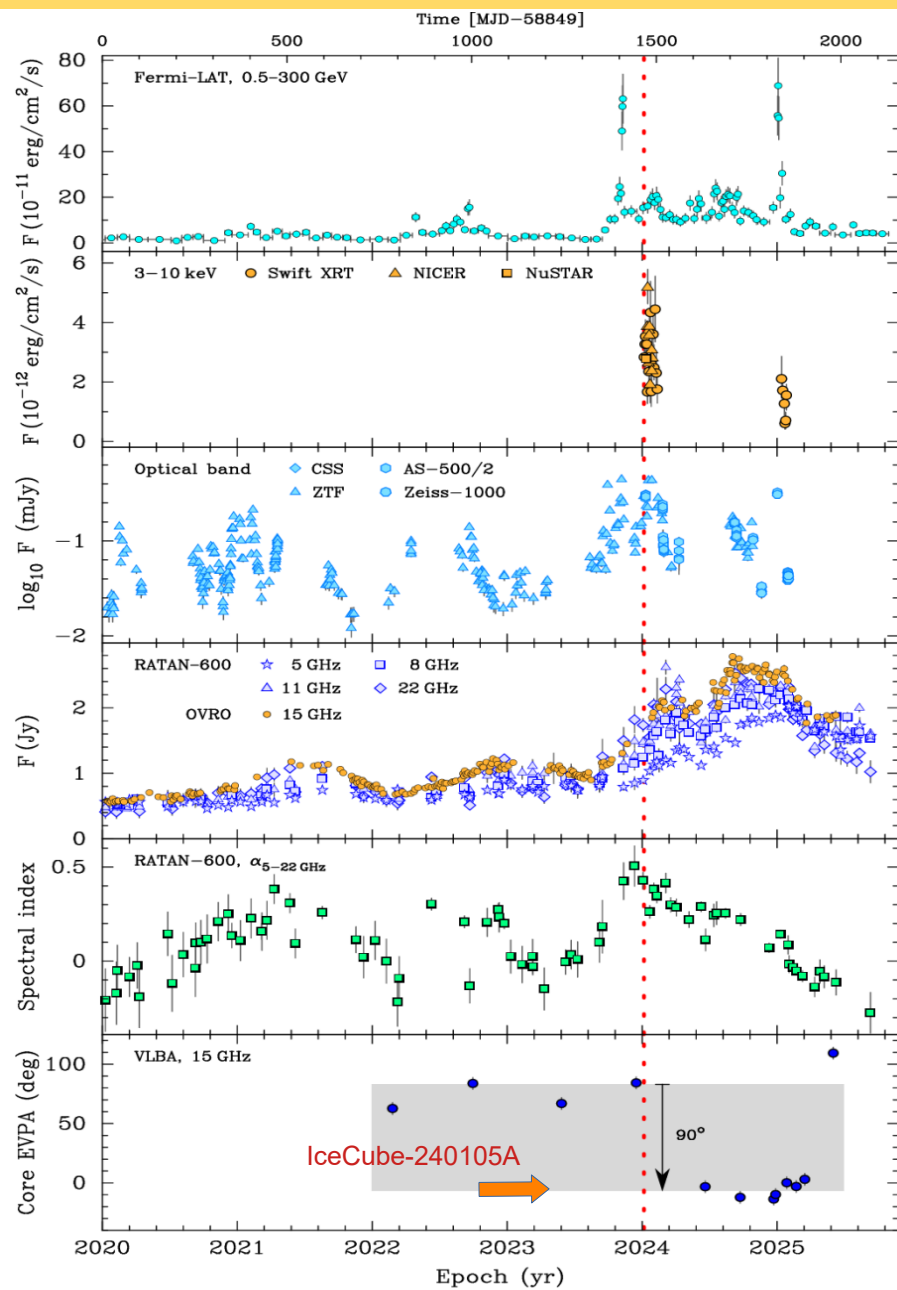 Time [MJD−58849]
0 500 1000 1500 2000
Fermi−LAT, 0.5−300 GeV
F (10⁻¹¹ erg/cm²/s)
80
60
40
20
0
3−10 keV Swift XRT NICER NuSTAR
F (10⁻¹² erg/cm²/s)
6
4
2
0
Optical band CSS AS−500/2
ZTF Zeiss−1000
log₁₀ F (mJy)
−1
−2
RATAN−600 5 GHz 8 GHz
11 GHz 22 GHz
OVRO 15 GHz
F (Jy)
2
1
0
RATAN−600, α₅₋₂₂ GHz
Spectral index
0.5
0
VLBA, 15 GHz
Core EVPA (deg)
100
50
0
90°
IceCube-240105A
2020 2021 2022 2023 2024 2025
Epoch (yr)